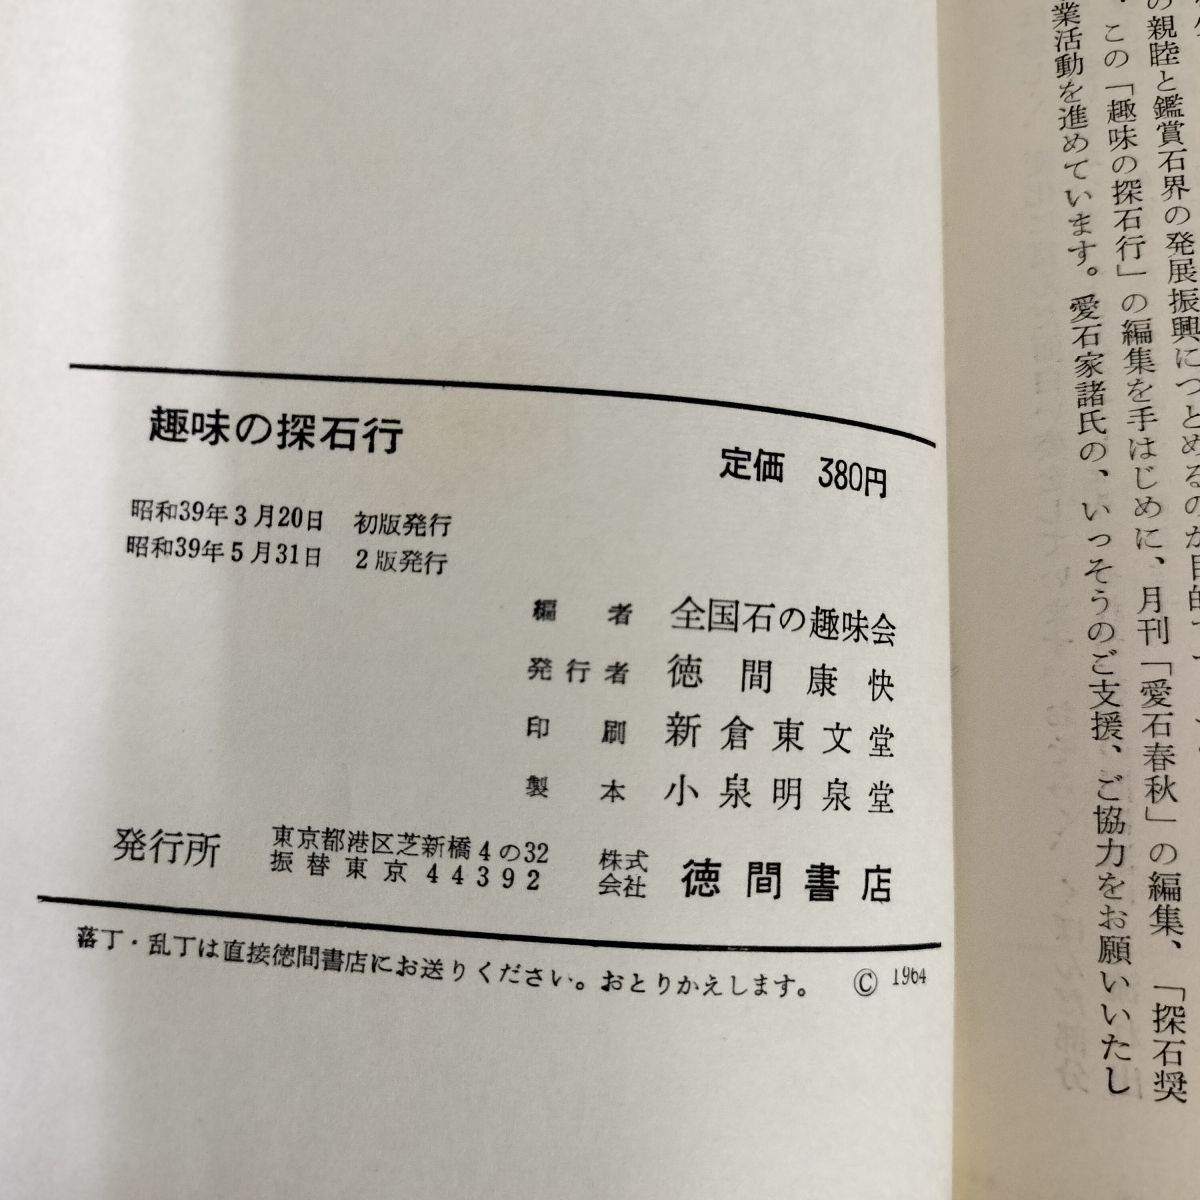 の親睦と鑑賞石界の発展振興につとめるのが目的で
・この「趣味の探石行」の編集を手はじめに、月刊「愛石春秋」の編集、「探石奨
業活動を進めています。愛石家諸氏の、いっそうのご支援、ご協力をお願いいたし
趣味の探石行
定価 380円
昭和39年3月20日 初版発行
昭和39年5月31日 2版発行
編者 全国石の趣味会
発行者 徳間康快
印刷 新倉東文堂
製本 小泉明泉堂
発行所 東京都港区芝新橋4の32
振替東京44392
株式会社 徳間書店
落丁・乱丁は直接徳間書店にお送りください。おとりかえします。 © 1964